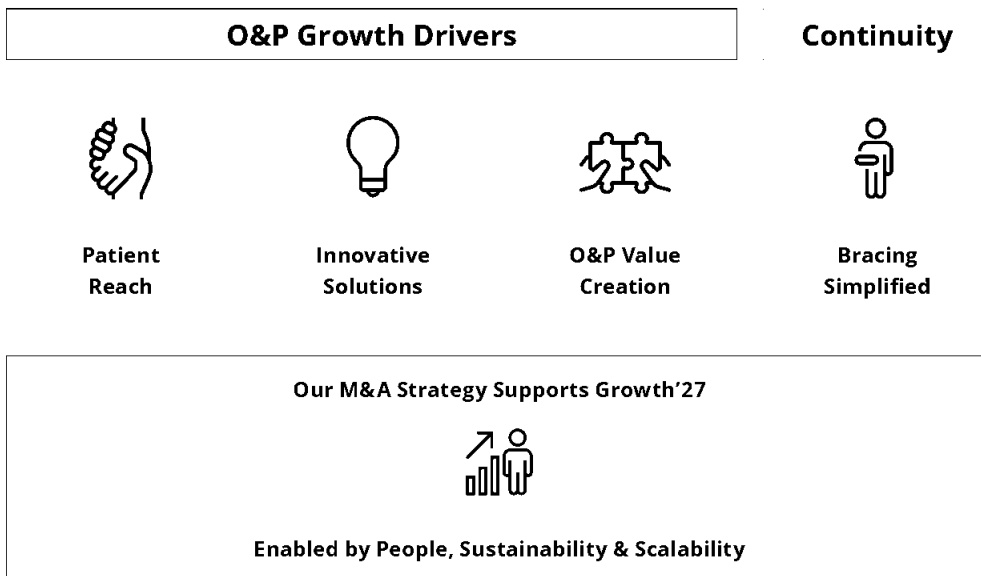 O&P Growth Drivers
Continuity
Patient
Reach
Innovative
Solutions
O&P Value
Creation
Bracing
Simplified
Our M&A Strategy Supports Growth’27
Enabled by People, Sustainability & Scalability